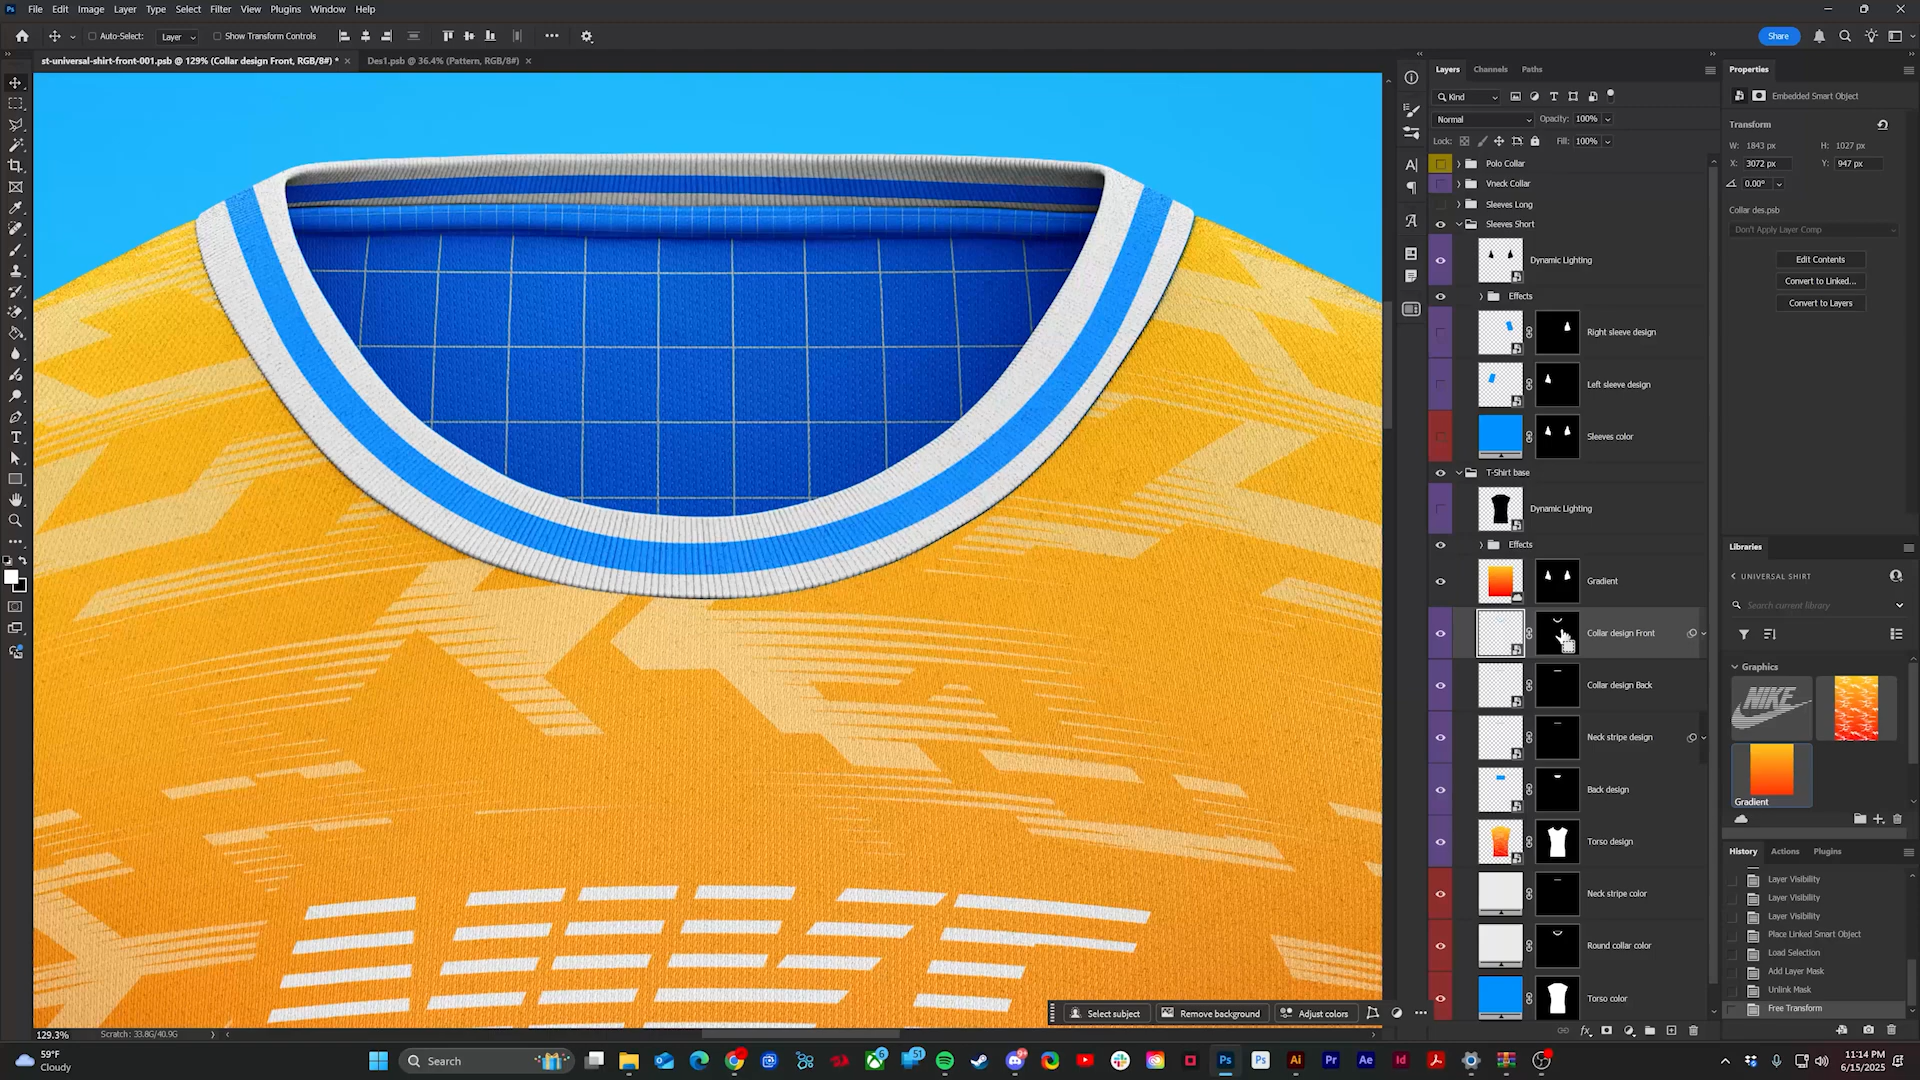 File Edit Image Layer Type Select Filter View Plugins Window Help
Auto-Select: Layer Show Transform Controls Share
st-universal-shirt-front-001.psb @ 129% (Collar design Front, RGB/8#) * × Des1.psb @ 36.4% (Pattern, RGB/8#) ×
Layers Channels Paths
Kind
Normal Opacity: 100%
Lock: Fill: 100%
Polo Collar
Vneck Collar
Sleeves Long
Sleeves Short
Dynamic Lighting
Effects
Right sleeve design
Left sleeve design
Sleeves color
T-Shirt base
Dynamic Lighting
Effects
Gradient
Collar design Front
Collar design Back
Neck stripe design
Back design
Torso design
Neck stripe color
Round collar color
Torso color
Properties
Embedded Smart Object
Transform
W: 1843 px H: 1027 px
X: 3072 px Y: 947 px
0.00°
Collar des.psb
Don't Apply Layer Comp
Edit Contents
Convert to Linked...
Convert to Layers
Libraries
UNIVERSAL SHIRT
Search current library
Graphics
NIKE
Gradient
History Actions Plugins
Layer Visibility
Layer Visibility
Layer Visibility
Place Linked Smart Object
Load Selection
Add Layer Mask
Unlink Mask
Free Transform
Select subject Remove background Adjust colors
129.3% Scratch: 33.8G/40.9G
59°F
Cloudy
Search
11:14 PM
6/15/2025